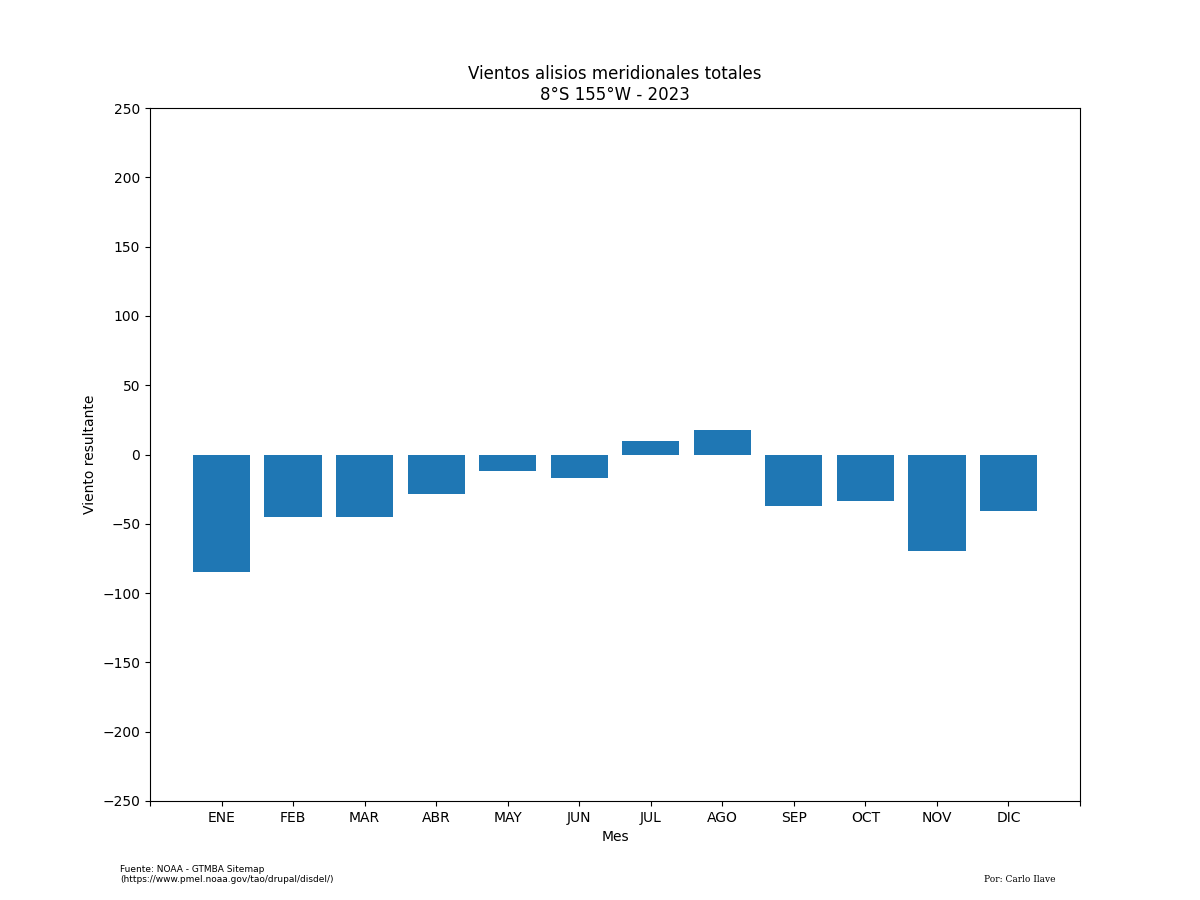 Vientos alisios meridionales totales
8°S 155°W - 2023
250
200
150
100
50
0
−50
−100
−150
−200
−250
Viento resultante
ENE FEB MAR ABR MAY JUN JUL AGO SEP OCT NOV DIC
Mes
Fuente: NOAA - GTMBA Sitemap
(https://www.pmel.noaa.gov/tao/drupal/disdel/)
Por: Carlo Ilave